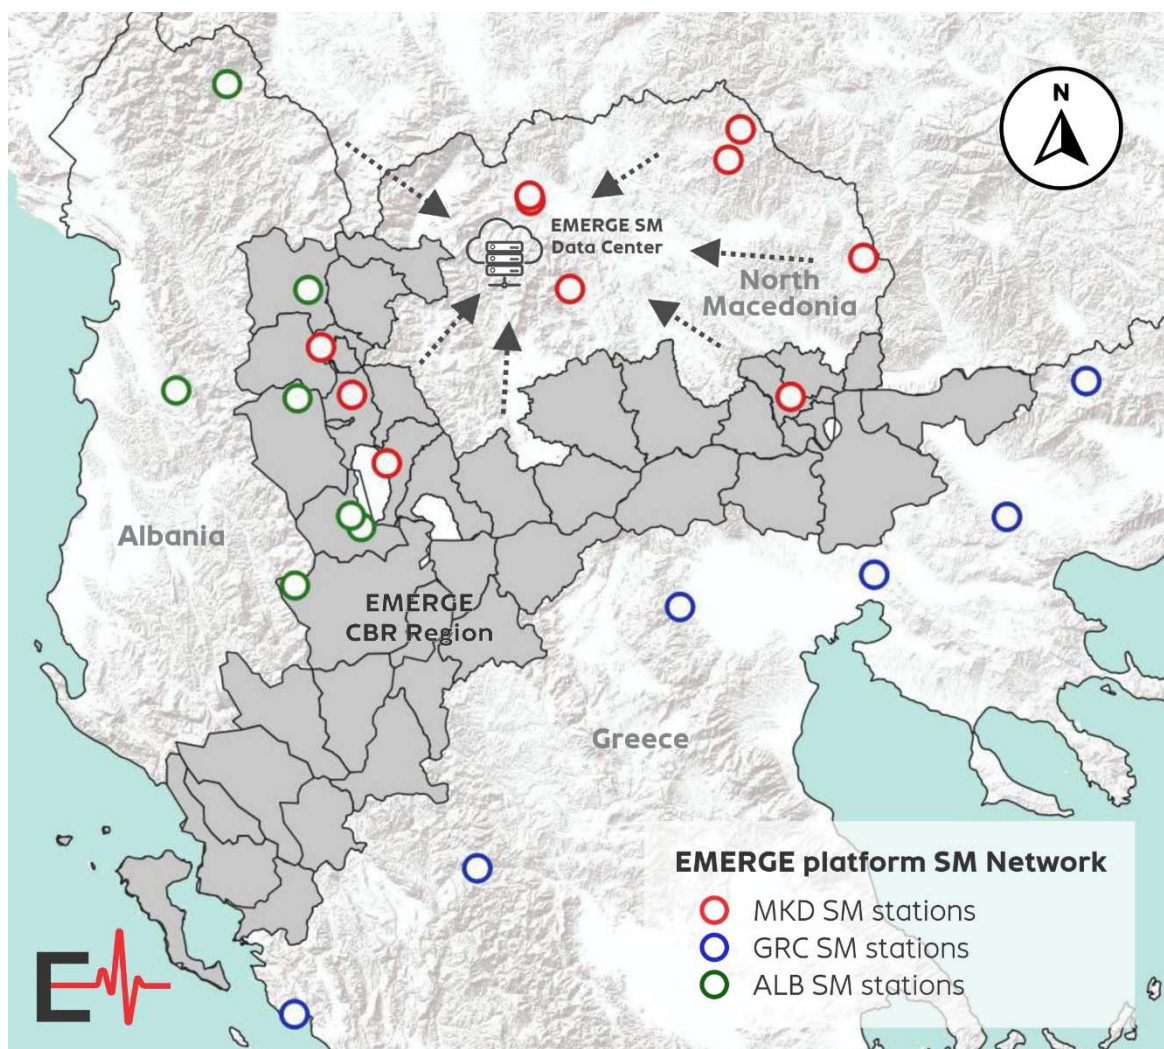 N
EMERGE SM
Data Center
North
Macedonia
Albania
EMERGE
CBR Region
Greece
EMERGE platform SM Network
MKD SM stations
GRC SM stations
ALB SM stations
E